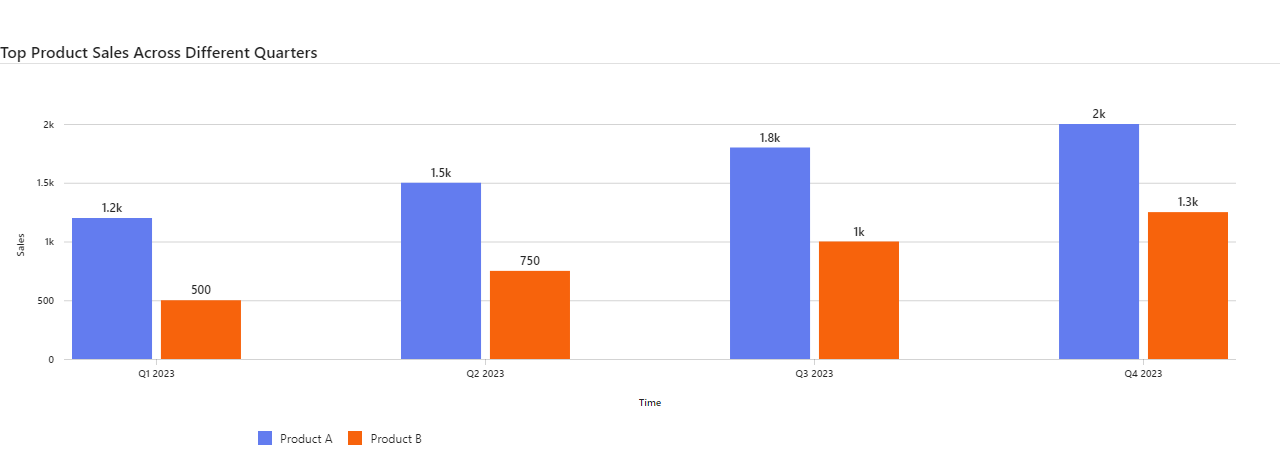 Top Product Sales Across Different Quarters
2k
2k
1.8k
1.5k
1.5k
1.3k
1.2k
1k
1k
Sales
750
500
500
0
Q1 2023
Q2 2023
Q3 2023
Q4 2023
Time
Product A
Product B